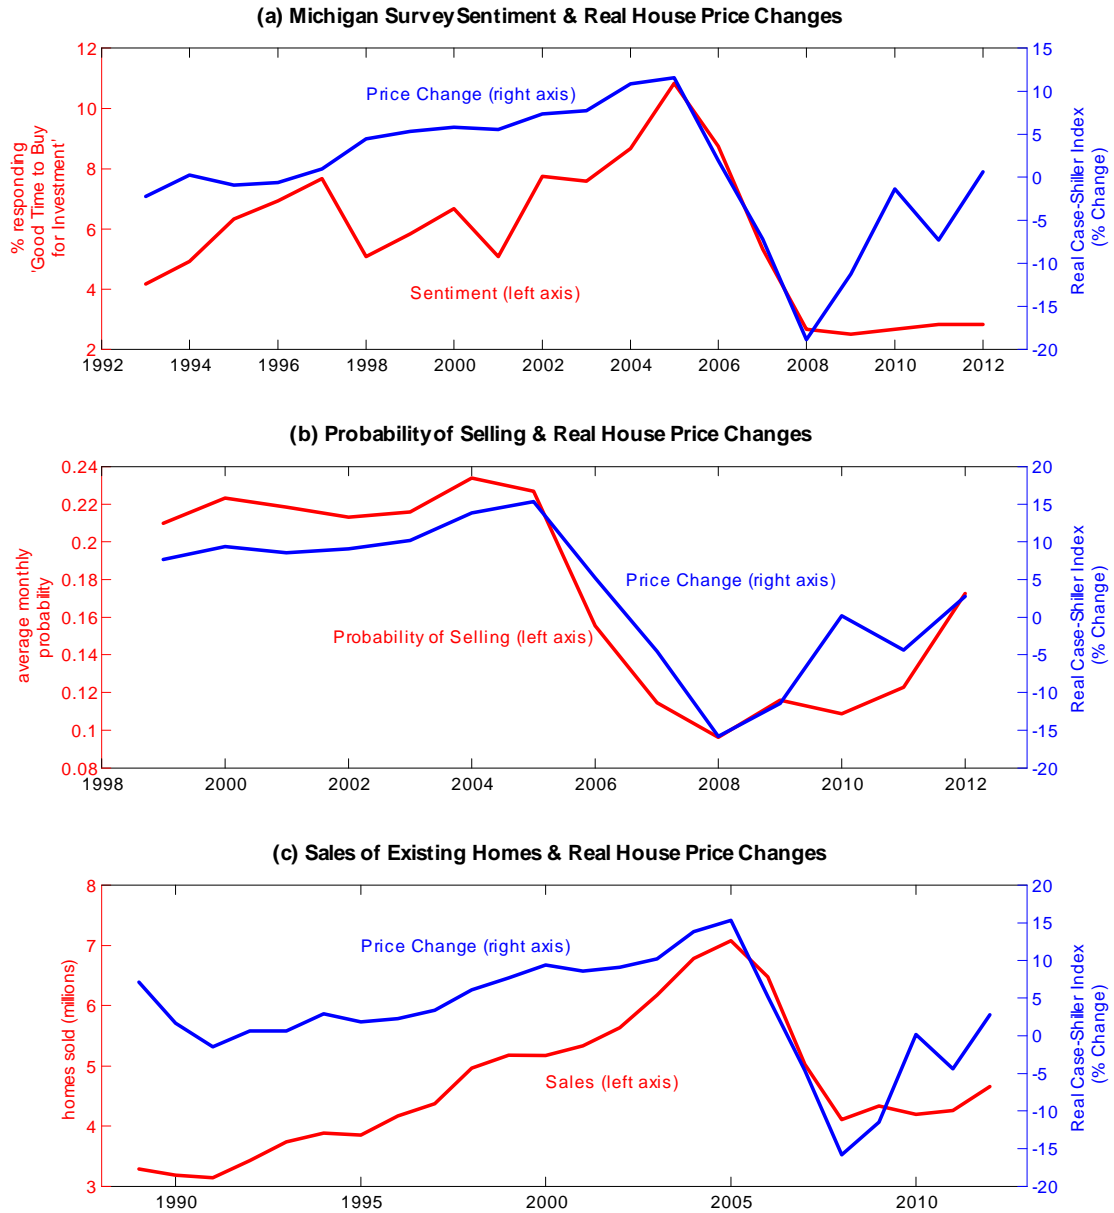 (a) Michigan Survey Sentiment & Real House Price Changes
12
10
8
6
4
2
% responding
'Good Time to Buy
for Investment'
Price Change (right axis)
Sentiment (left axis)
15
10
5
0
-5
-10
-15
-20
Real Case-Shiller Index
(% Change)
1992 1994 1996 1998 2000 2002 2004 2006 2008 2010 2012
(b) Probability of Selling & Real House Price Changes
0.24
0.22
0.2
0.18
0.16
0.14
0.12
0.1
0.08
average monthly
probability
Price Change (right axis)
Probability of Selling (left axis)
20
15
10
5
0
-5
-10
-15
-20
Real Case-Shiller Index
(% Change)
1998 2000 2002 2004 2006 2008 2010 2012
(c) Sales of Existing Homes & Real House Price Changes
8
7
6
5
4
3
homes sold (millions)
Price Change (right axis)
Sales (left axis)
20
15
10
5
0
-5
-10
-15
-20
Real Case-Shiller Index
(% Change)
1990 1995 2000 2005 2010